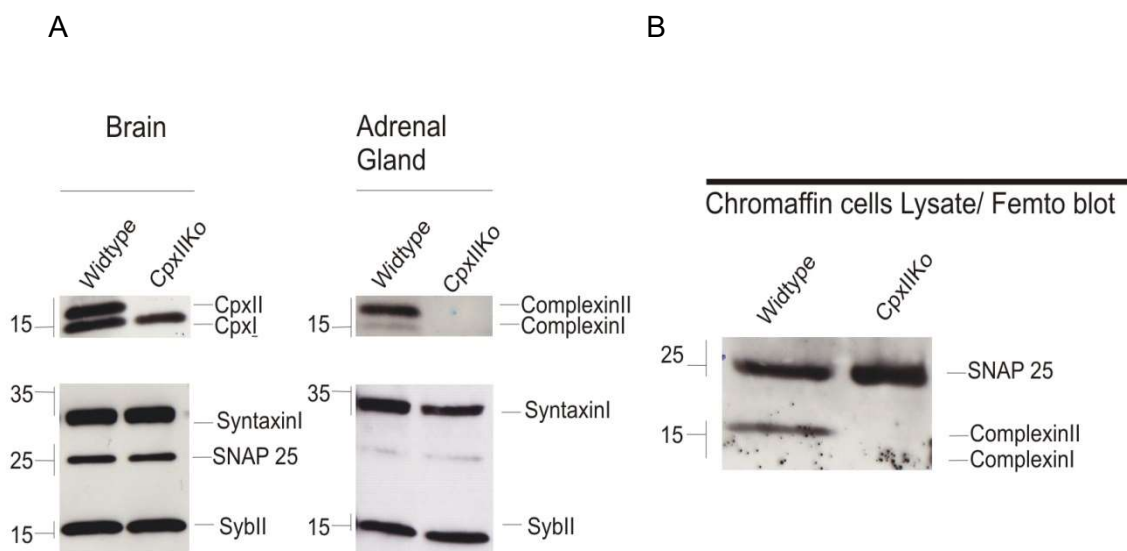 A
B
Brain
Adrenal
Gland
Chromaffin cells Lysate/ Femto blot
Widtype
CpxIIKo
Widtype
CpxIIKo
Widtype
CpxIIKo
CpxII
CpxI
15
ComplexinII
ComplexinI
15
35
SyntaxinI
SNAP 25
25
SybII
15
35
SyntaxinI
15
SybII
25
SNAP 25
15
ComplexinII
ComplexinI